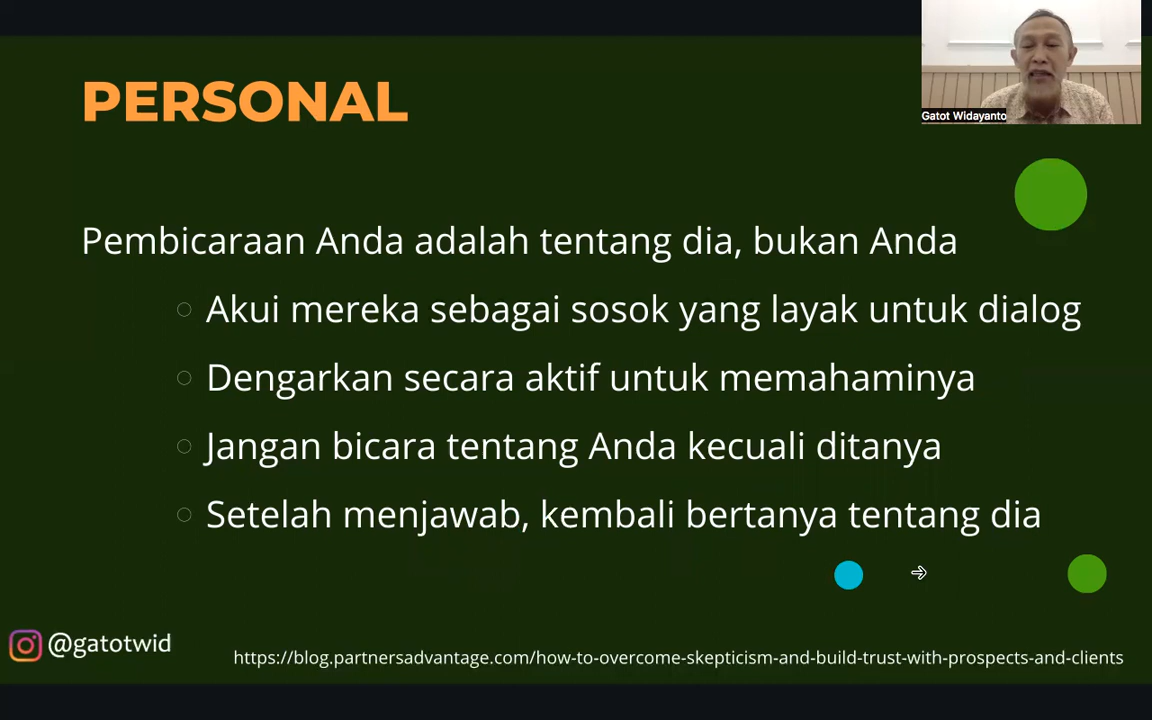 PERSONAL
Gatot Widayanto
Pembicaraan Anda adalah tentang dia, bukan Anda
Akui mereka sebagai sosok yang layak untuk dialog
Dengarkan secara aktif untuk memahaminya
Jangan bicara tentang Anda kecuali ditanya
Setelah menjawab, kembali bertanya tentang dia
@gatotwid
https://blog.partnersadvantage.com/how-to-overcome-skepticism-and-build-trust-with-prospects-and-clients